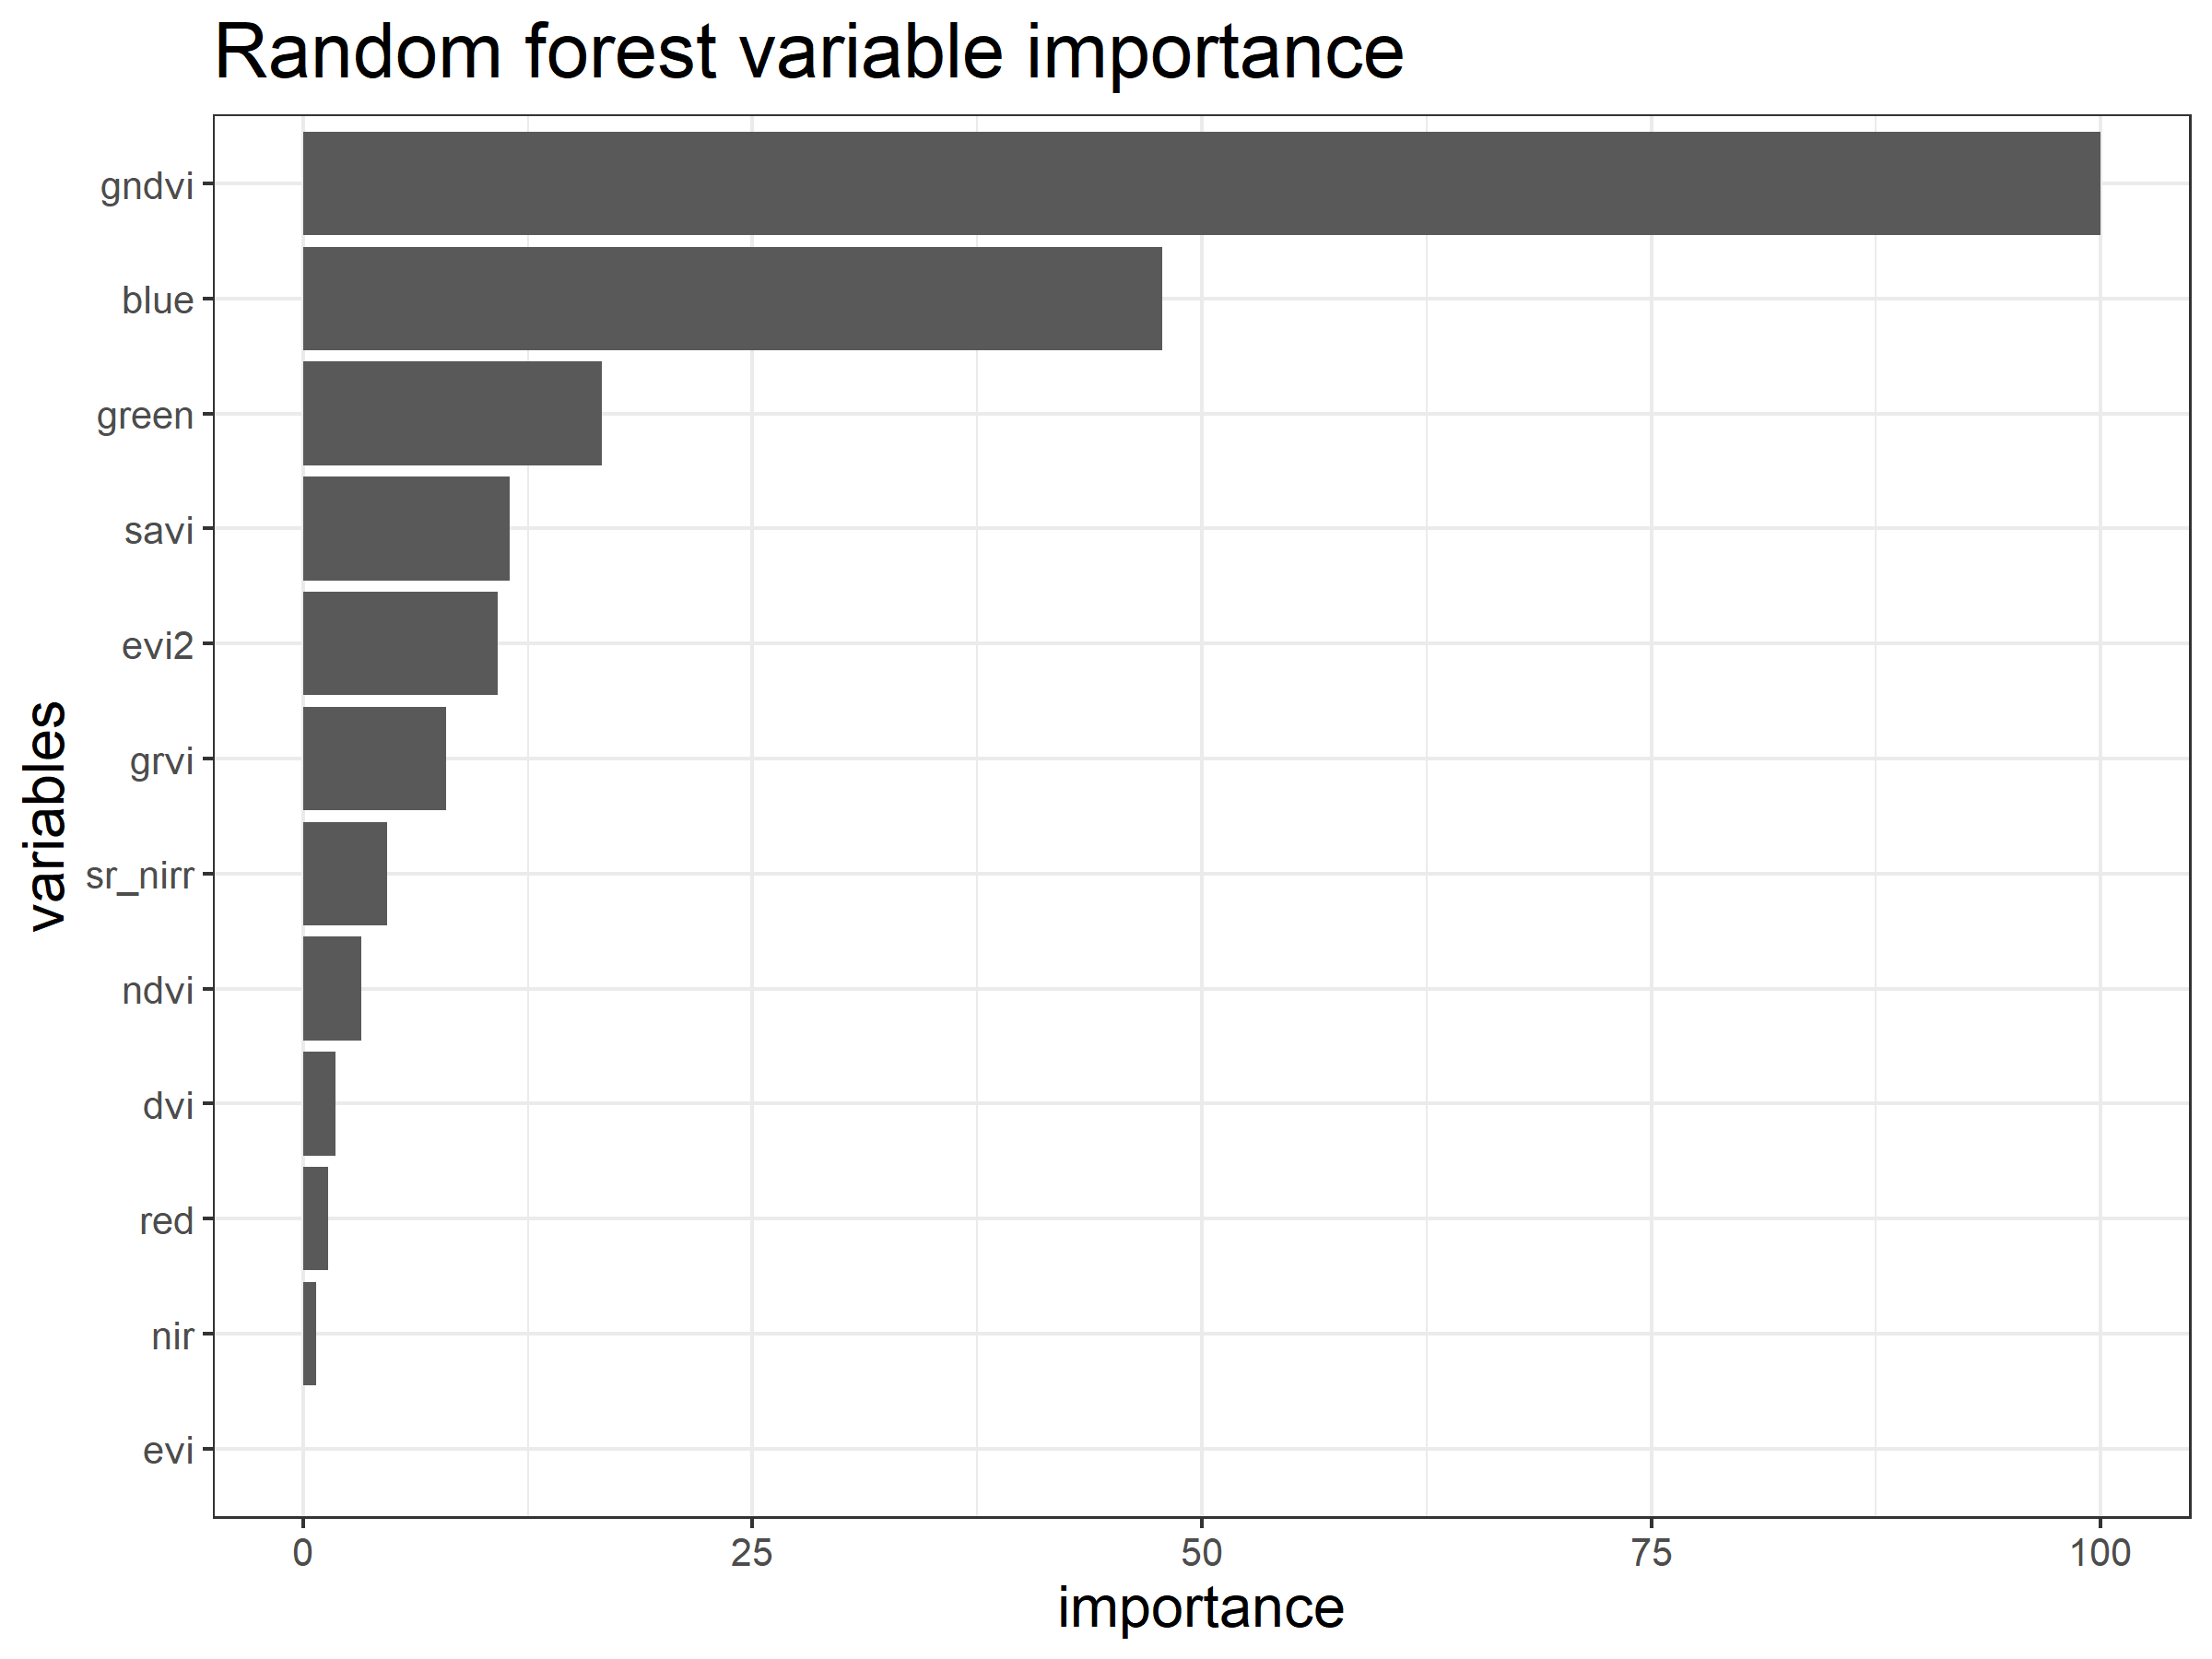 Random forest variable importance
gndvi
blue
green
savi
evi2
grvi
sr_nirr
ndvi
dvi
red
nir
evi
variables
0 25 50 75 100
importance